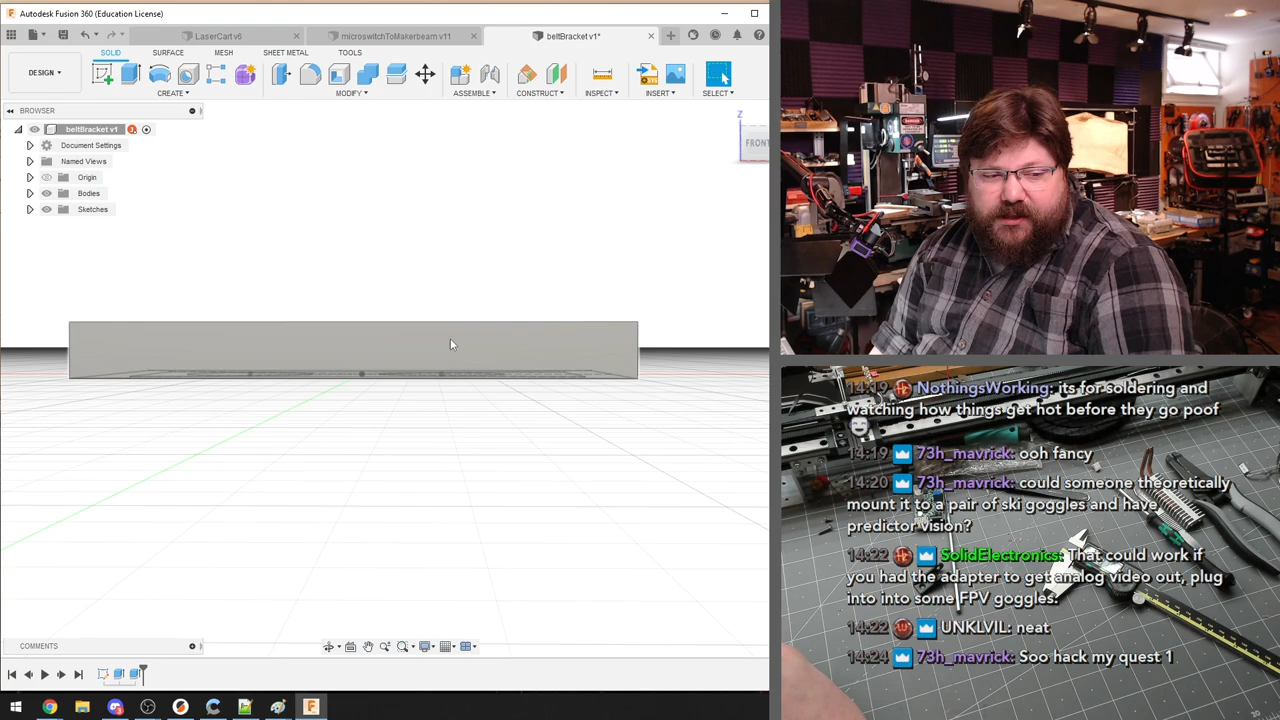 Autodesk Fusion 360 (Education License)
LaserCart v6
microswitchToMakerbeam v11
beltBracket v1*
SOLID
SURFACE
MESH
SHEET METAL
TOOLS
DESIGN
CREATE
MODIFY
ASSEMBLE
CONSTRUCT
INSPECT
INSERT
SELECT
BROWSER
beltBracket v1
Document Settings
Named Views
Origin
Bodies
Sketches
Z
FRONT
COMMENTS
DANGER
14:19 NothingsWorking: its for soldering and
watching how things get hot before they go poof
14:19 73h_mavrick: ooh fancy
14:20 73h_mavrick: could someone theoretically
mount it to a pair of ski goggles and have
predictor vision?
14:22 SolidElectronics: That could work if
you had the adapter to get analog video out, plug
into into some FPV goggles.
14:22 UNKLVIL: neat
14:24 73h_mavrick: Soo hack my quest 1